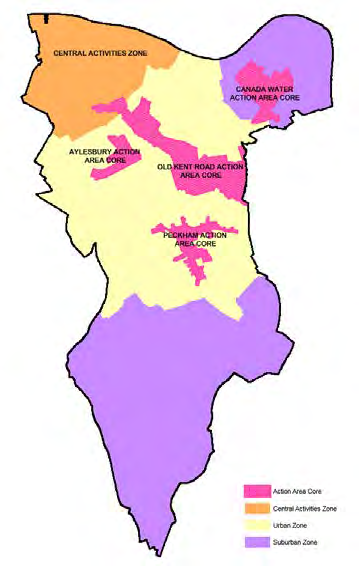 CENTRAL ACTIVITIES ZONE
CANADA WATER
ACTION AREA CORE
AYLESBURY ACTION
AREA CORE
OLD KENT ROAD ACTION
AREA CORE
PECKHAM ACTION
AREA CORE
Action Area Core
Central Activities Zone
Urban Zone
Suburban Zone